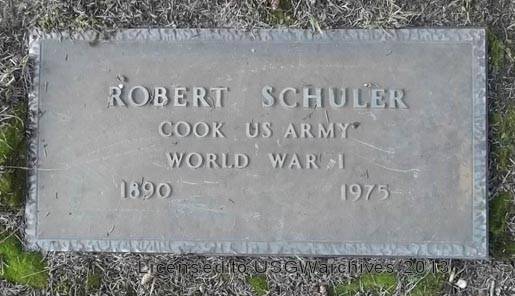 ROBERT SCHULER
COOK US ARMY
WORLD WAR I
1890 1975
Licensed to USGWarchives, 2013